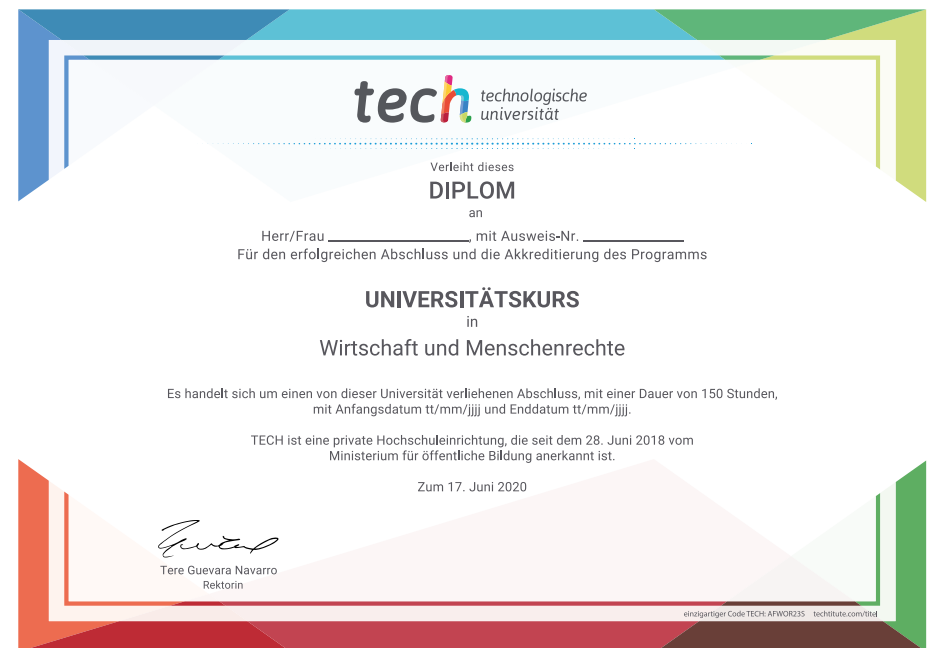 tech technologische
universität
Verleiht dieses
DIPLOM
an
Herr/Frau ____________________, mit Ausweis-Nr. ______________
Für den erfolgreichen Abschluss und die Akkreditierung des Programms
UNIVERSITÄTSKURS
in
Wirtschaft und Menschenrechte
Es handelt sich um einen von dieser Universität verliehenen Abschluss, mit einer Dauer von 150 Stunden,
mit Anfangsdatum tt/mm/jjjj und Enddatum tt/mm/jjjj.
TECH ist eine private Hochschuleinrichtung, die seit dem 28. Juni 2018 vom
Ministerium für öffentliche Bildung anerkannt ist.
Zum 17. Juni 2020
Tere Guevara Navarro
Rektorin
einzigartiger Code TECH: AFWOR23S techtitute.com/titel